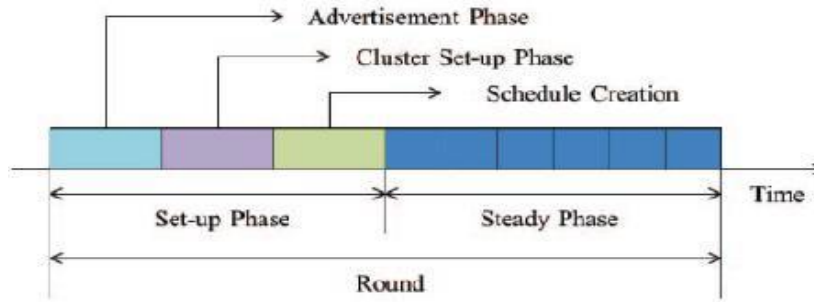 Advertisement Phase
Cluster Set-up Phase
Schedule Creation
Time
Set-up Phase
Steady Phase
Round